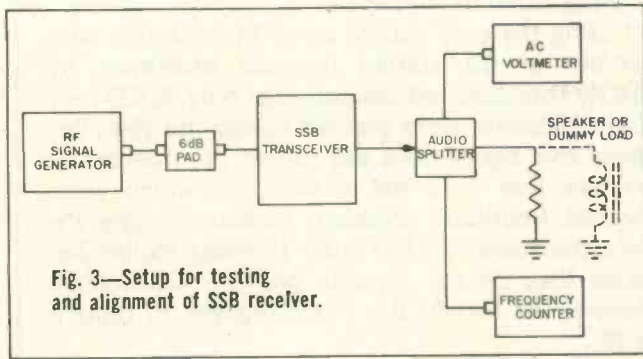 RF
SIGNAL
GENERATOR
6dB
PAD
SSB
TRANSCEIVER
AUDIO
SPLITTER
AC
VOLTMETER
SPEAKER OR
DUMMY LOAD
FREQUENCY
COUNTER
Fig. 3—Setup for testing
and alignment of SSB receiver.